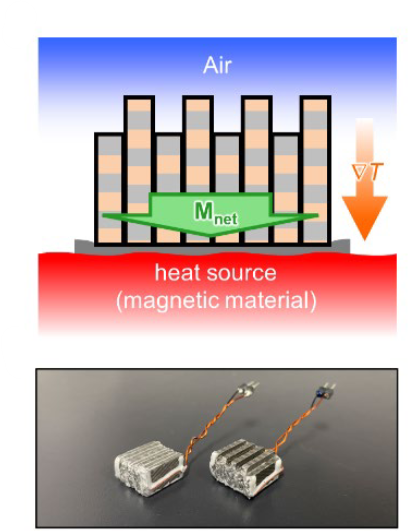 Air
∇T
M_net
heat source
(magnetic material)